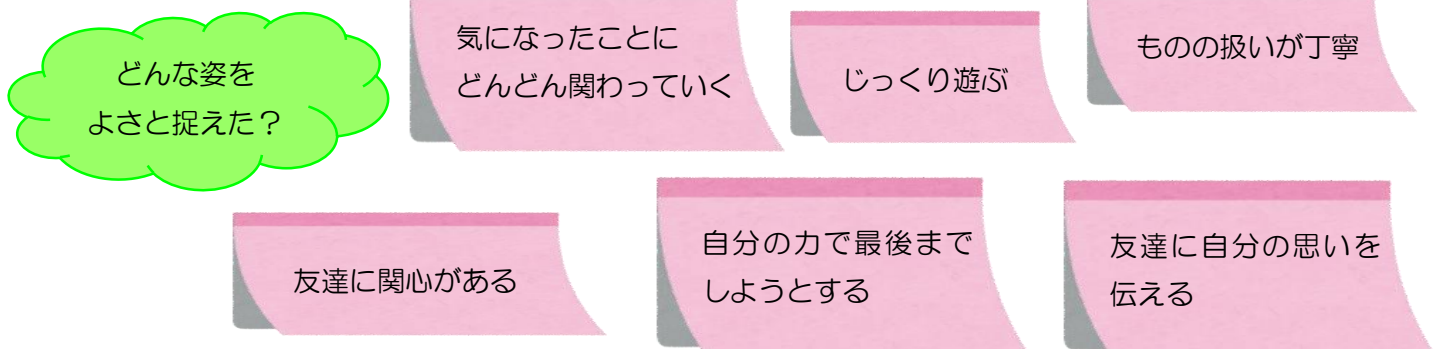 どんな姿を
よさと捉えた？
気になったことに
どんどん関わっていく
じっくり遊ぶ
ものの扱いが丁寧
友達に関心がある
自分の力で最後まで
しようとする
友達に自分の思いを
伝える